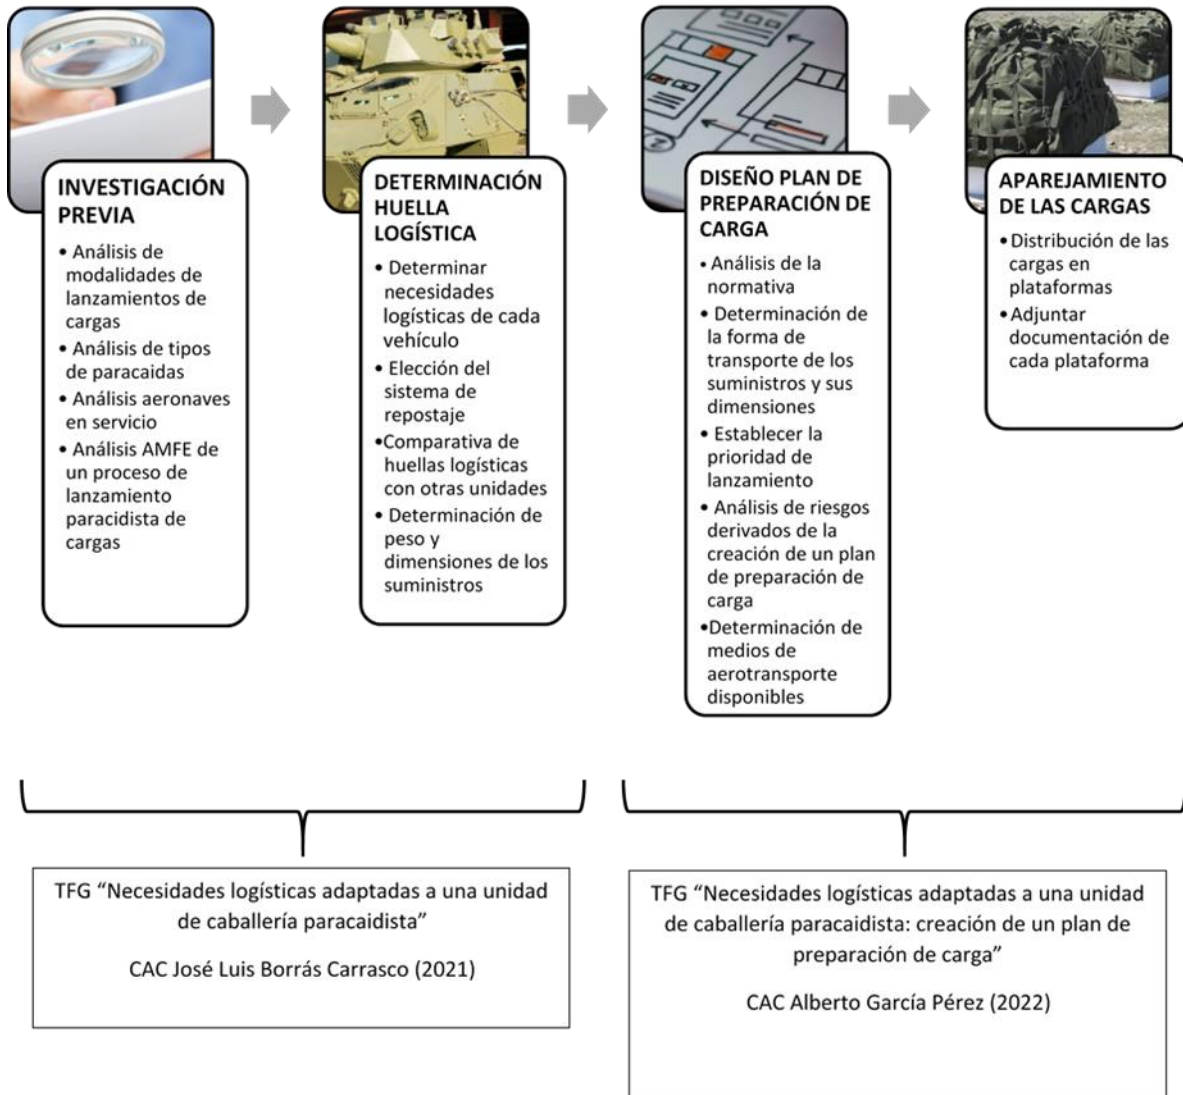 INVESTIGACIÓN
PREVIA
• Análisis de
modalidades de
lanzamientos de
cargas
• Análisis de tipos
de paracaidas
• Análisis aeronaves
en servicio
• Análisis AMFE de
un proceso de
lanzamiento
paracidista de
cargas
DETERMINACIÓN
HUELLA
LOGÍSTICA
• Determinar
necesidades
logísticas de cada
vehículo
• Elección del
sistema de
repostaje
•Comparativa de
huellas logísticas
con otras unidades
• Determinación de
peso y
dimensiones de los
suministros
DISEÑO PLAN DE
PREPARACIÓN DE
CARGA
• Análisis de la
normativa
• Determinación de
la forma de
transporte de los
suministros y sus
dimensiones
• Establecer la
prioridad de
lanzamiento
• Análisis de riesgos
derivados de la
creación de un plan
de preparación de
carga
•Determinación de
medios de
aerotransporte
disponibles
APAREJAMIENTO
DE LAS CARGAS
• Distribución de las
cargas en
plataformas
• Adjuntar
documentación de
cada plataforma
TFG “Necesidades logísticas adaptadas a una unidad
de caballería paracaidista”
CAC José Luis Borrás Carrasco (2021)
TFG “Necesidades logísticas adaptadas a una unidad
de caballería paracaidista: creación de un plan de
preparación de carga”
CAC Alberto García Pérez (2022)